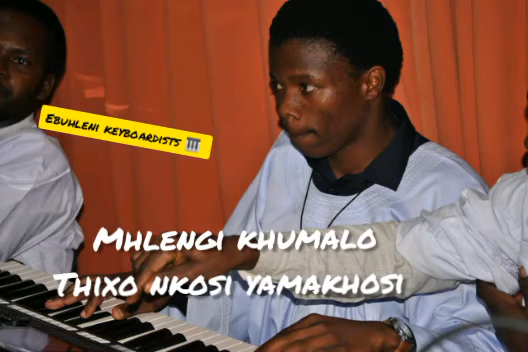 Ebuhleni keyboardists 🎹
Mhlengi khumalo
Thixo nkosi yamakhosi